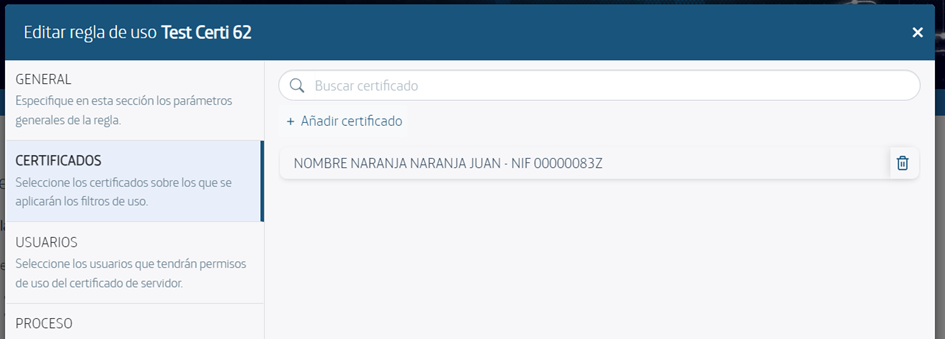 Editar regla de uso Test Certi 62
GENERAL
Especifique en esta sección los parámetros
generales de la regla.
CERTIFICADOS
Seleccione los certificados sobre los que se
aplicarán los filtros de uso.
USUARIOS
Seleccione los usuarios que tendrán permisos
de uso del certificado de servidor.
PROCESO
Buscar certificado
+ Añadir certificado
NOMBRE NARANJA NARANJA JUAN - NIF 00000083Z